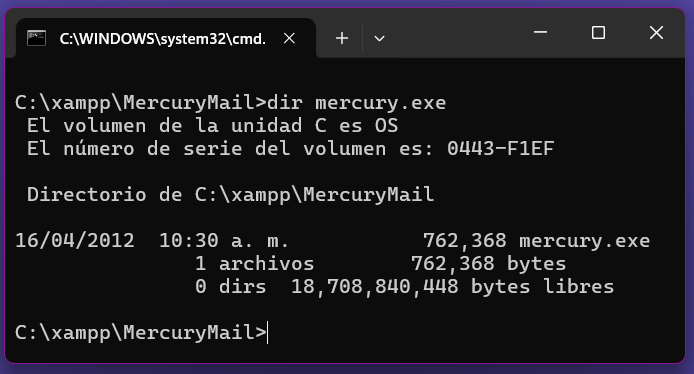 C:\WINDOWS\system32\cmd.
C:\xampp\MercuryMail>dir mercury.exe
El volumen de la unidad C es OS
El número de serie del volumen es: 0443-F1EF
Directorio de C:\xampp\MercuryMail
16/04/2012  10:30 a. m.           762,368 mercury.exe
1 archivos        762,368 bytes
0 dirs  18,708,840,448 bytes libres
C:\xampp\MercuryMail>